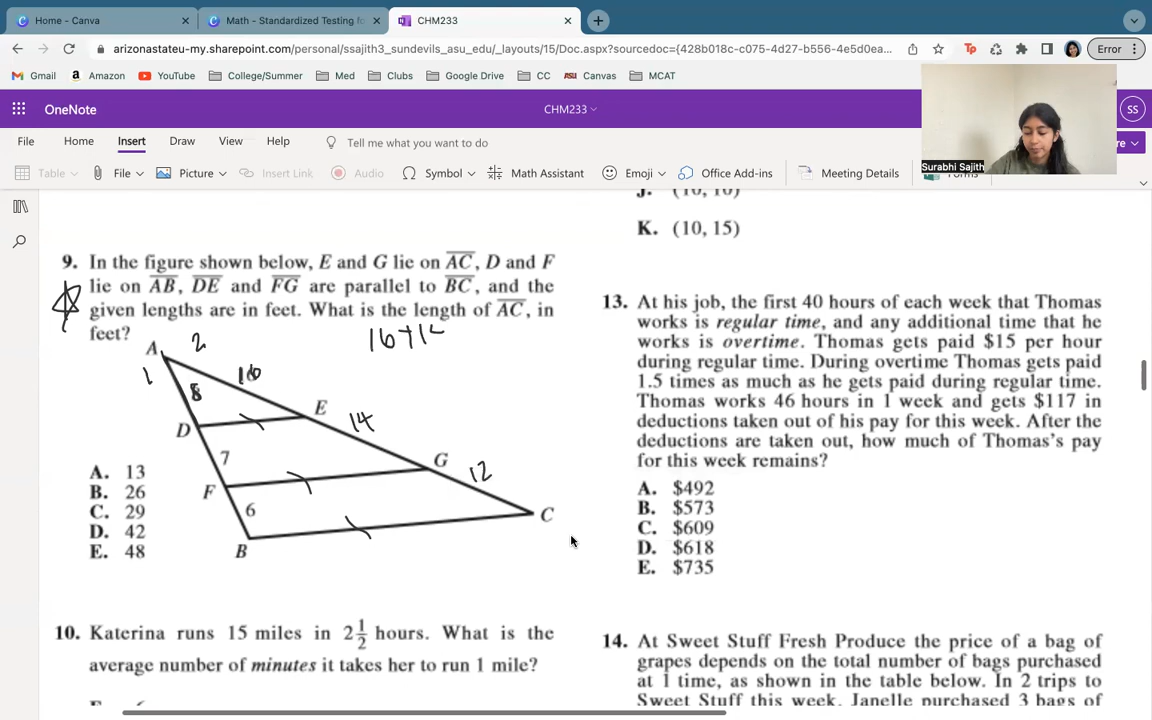 Home - Canva
Math - Standardized Testing fo
CHM233
arizonastateu-my.sharepoint.com/personal/ssajith3_sundevils_asu_edu/_layouts/15/Doc.aspx?sourcedoc={428b018c-c075-4d27-b556-4e5d0ea...
Error
Gmail
Amazon
YouTube
College/Summer
Med
Clubs
Google Drive
CC
ASU Canvas
MCAT
OneNote
CHM233
SS
File
Home
Insert
Draw
View
Help
Tell me what you want to do
Surabhi Sajith
Table
File
Picture
Insert Link
Audio
Symbol
Math Assistant
Emoji
Office Add-ins
Meeting Details
Forms
9. In the figure shown below, E and G lie on AC, D and F
lie on AB, DE and FG are parallel to BC, and the
given lengths are in feet. What is the length of AC, in
feet?
16+14
A
2
1
8
16
E
14
D
7
G
12
F
6
C
B
A. 13
B. 26
C. 29
D. 42
E. 48
10. Katerina runs 15 miles in 2 1/2 hours. What is the
average number of minutes it takes her to run 1 mile?
J. (10, 10)
K. (10, 15)
13. At his job, the first 40 hours of each week that Thomas
works is regular time, and any additional time that he
works is overtime. Thomas gets paid $15 per hour
during regular time. During overtime Thomas gets paid
1.5 times as much as he gets paid during regular time.
Thomas works 46 hours in 1 week and gets $117 in
deductions taken out of his pay for this week. After the
deductions are taken out, how much of Thomas's pay
for this week remains?
A. $492
B. $573
C. $609
D. $618
E. $735
14. At Sweet Stuff Fresh Produce the price of a bag of
grapes depends on the total number of bags purchased
at 1 time, as shown in the table below. In 2 trips to
Sweet Stuff this week, Janelle purchased 3 bags of